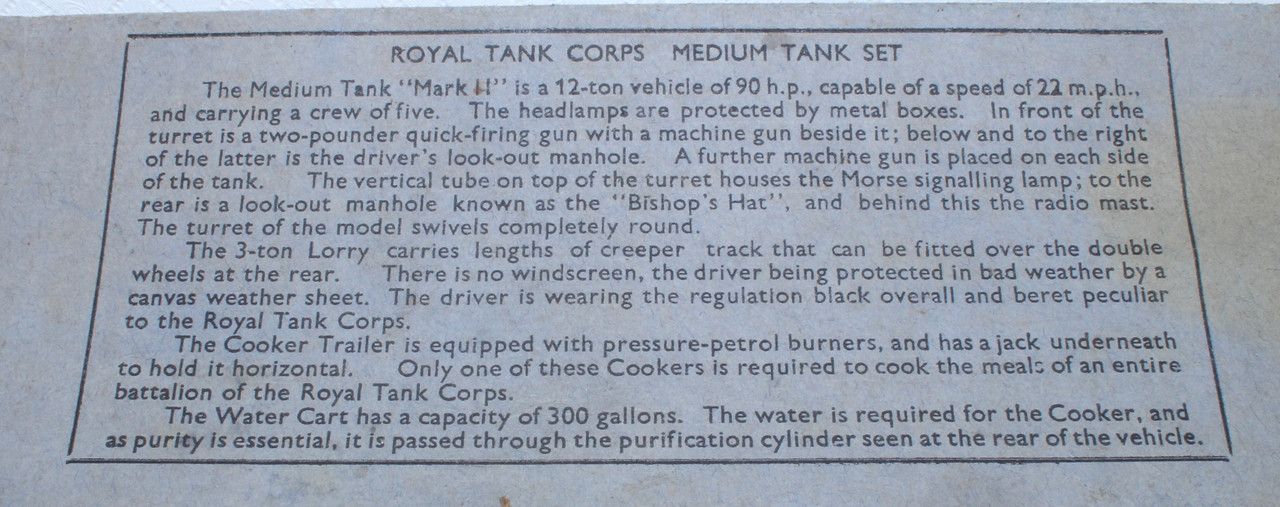 ROYAL TANK CORPS MEDIUM TANK SET
The Medium Tank "Mark II" is a 12-ton vehicle of 90 h.p., capable of a speed of 22 m.p.h.,
and carrying a crew of five. The headlamps are protected by metal boxes. In front of the
turret is a two-pounder quick-firing gun with a machine gun beside it; below and to the right
of the latter is the driver's look-out manhole. A further machine gun is placed on each side
of the tank. The vertical tube on top of the turret houses the Morse signalling lamp; to the
rear is a look-out manhole known as the "Bishop's Hat", and behind this the radio mast.
The turret of the model swivels completely round.
The 3-ton Lorry carries lengths of creeper track that can be fitted over the double
wheels at the rear. There is no windscreen, the driver being protected in bad weather by a
canvas weather sheet. The driver is wearing the regulation black overall and beret peculiar
to the Royal Tank Corps.
The Cooker Trailer is equipped with pressure-petrol burners, and has a jack underneath
to hold it horizontal. Only one of these Cookers is required to cook the meals of an entire
battalion of the Royal Tank Corps.
The Water Cart has a capacity of 300 gallons. The water is required for the Cooker, and
as purity is essential, it is passed through the purification cylinder seen at the rear of the vehicle.